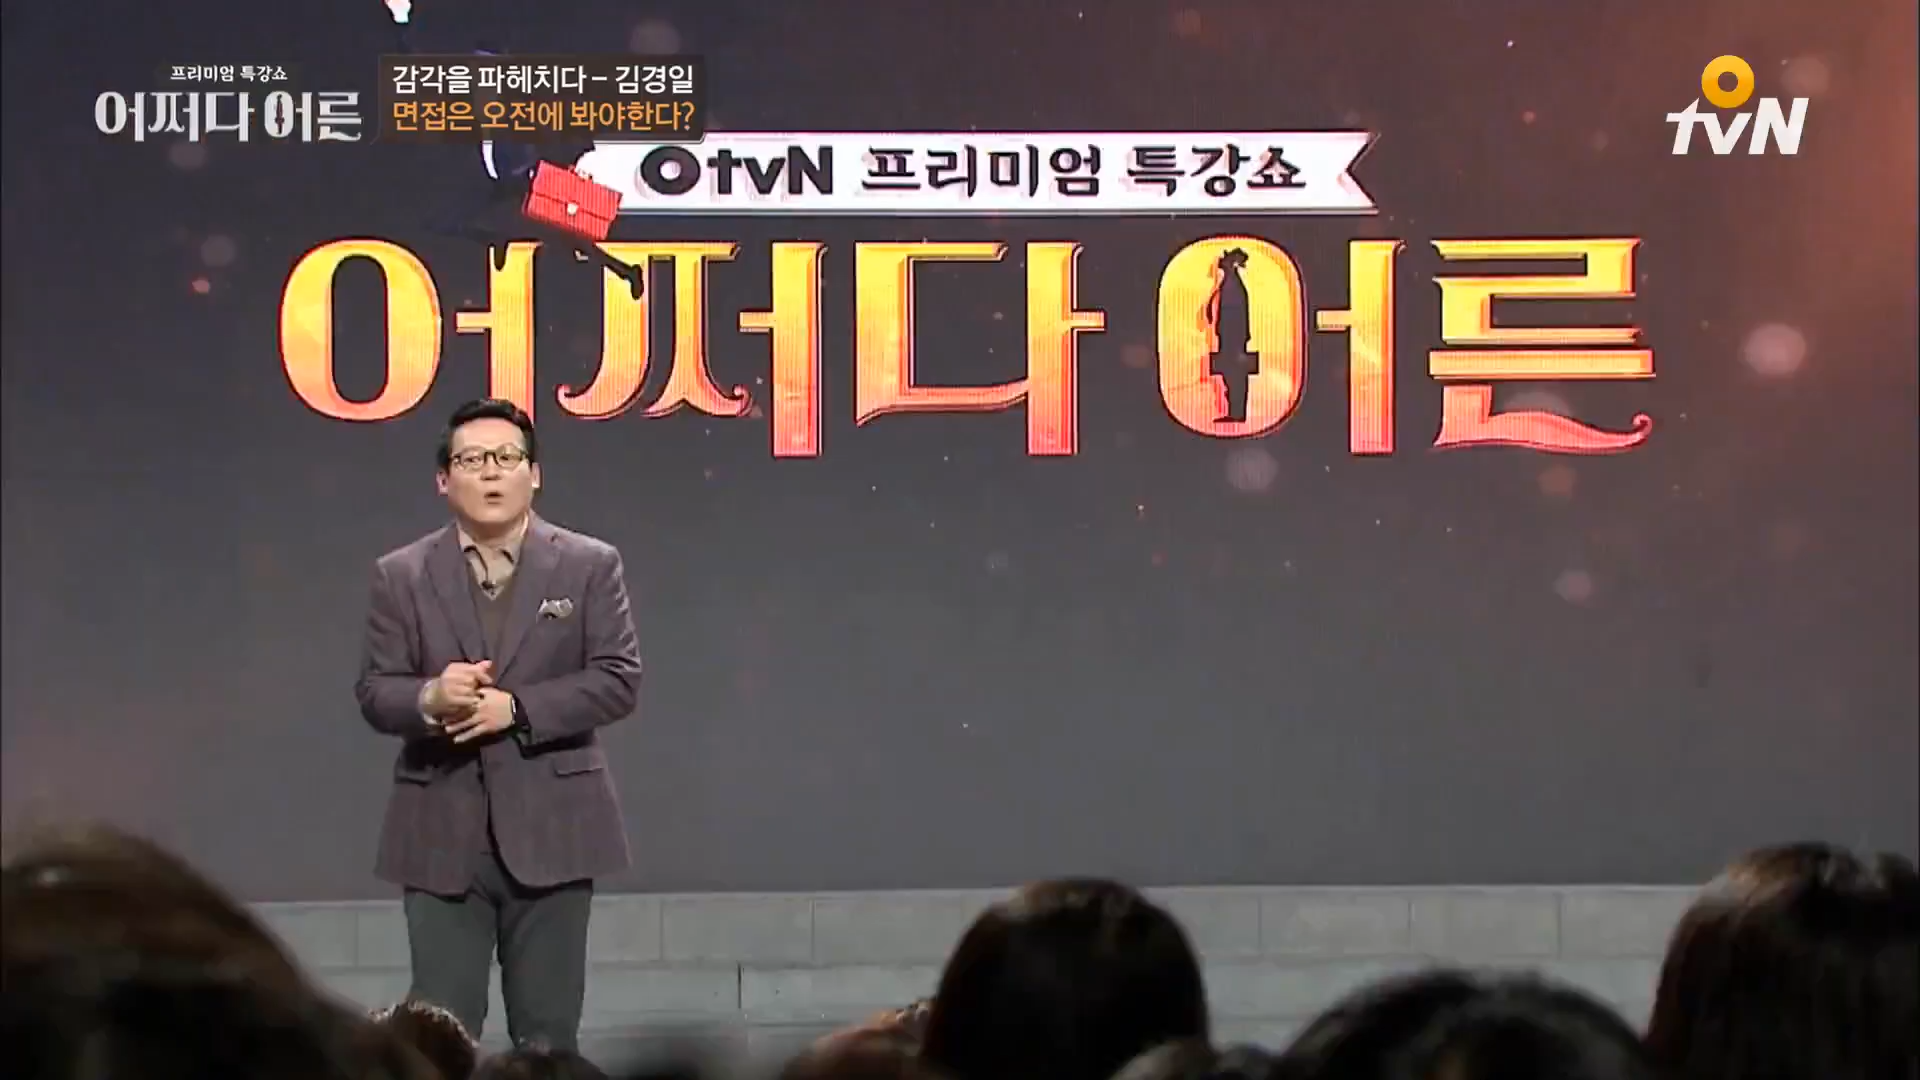 프리미엄 특강쇼
어쩌다 어른
감각을 파헤치다 – 김경일
면접은 오전에 봐야한다?
OtvN
OtvN 프리미엄 특강쇼
어쩌다 어른